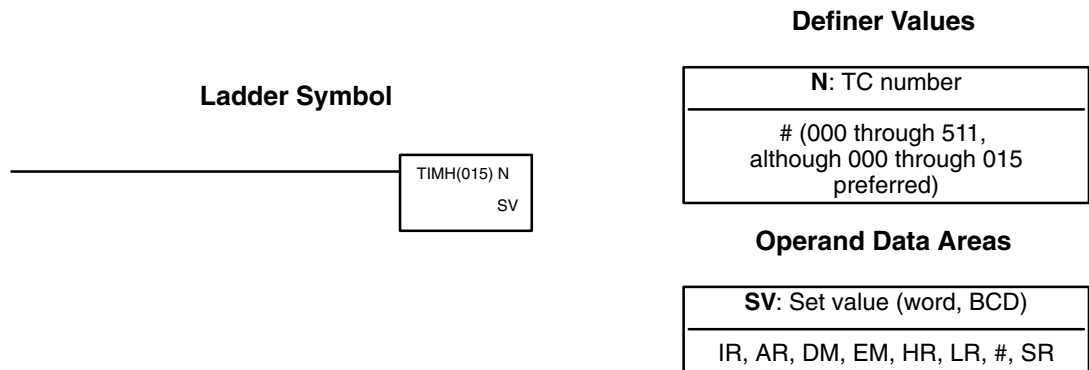 Ladder Symbol
TIMH(015) N
SV
Definer Values
N: TC number
# (000 through 511,
although 000 through 015
preferred)
Operand Data Areas
SV: Set value (word, BCD)
IR, AR, DM, EM, HR, LR, #, SR